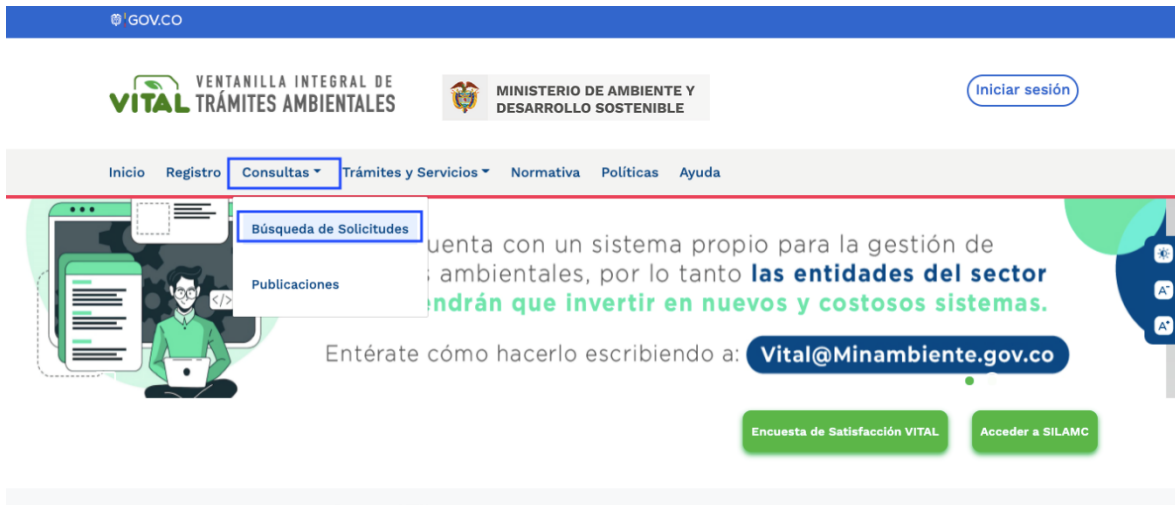 GOV.CO
VITAL
VENTANILLA INTEGRAL DE
TRÁMITES AMBIENTALES
MINISTERIO DE AMBIENTE Y
DESARROLLO SOSTENIBLE
Iniciar sesión
Inicio Registro Consultas Trámites y Servicios Normativa Políticas Ayuda
Búsqueda de Solicitudes
Publicaciones
uenta con un sistema propio para la gestión de
s ambientales, por lo tanto las entidades del sector
endrán que invertir en nuevos y costosos sistemas.
</>
Entérate cómo hacerlo escribiendo a: Vital@Minambiente.gov.co
A-
A+
Encuesta de Satisfacción VITAL
Acceder a SILAMC